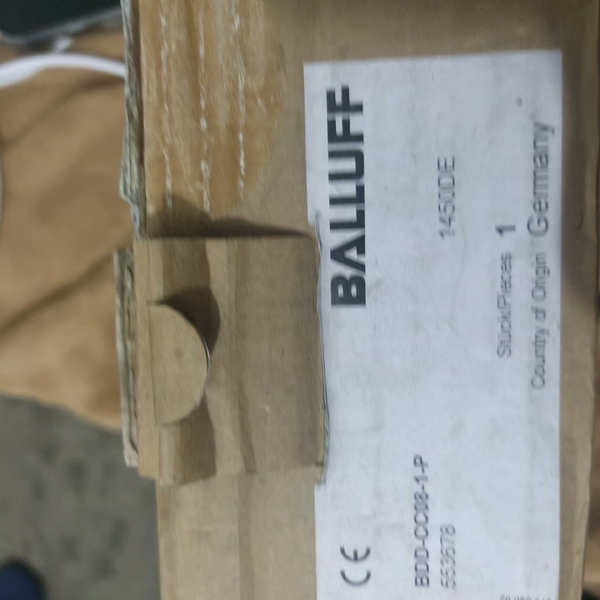 BALLUFF
CE
BDD-CC08-1-P
553678
1450DE
Stück/Pieces 1
Country of Origin Germany